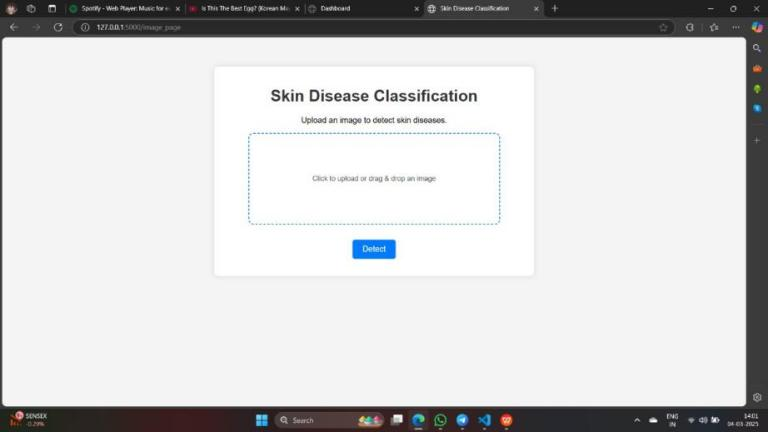 Spotify - Web Player: Music for e
Is This The Best Egg? (Korean Ma
Dashboard
Skin Disease Classification
127.0.0.1:5000/image_page
Skin Disease Classification
Upload an image to detect skin diseases.
Click to upload or drag & drop an image
Detect
SENSEX
-0.29%
Search
ENG
IN
14:01
04-03-2025